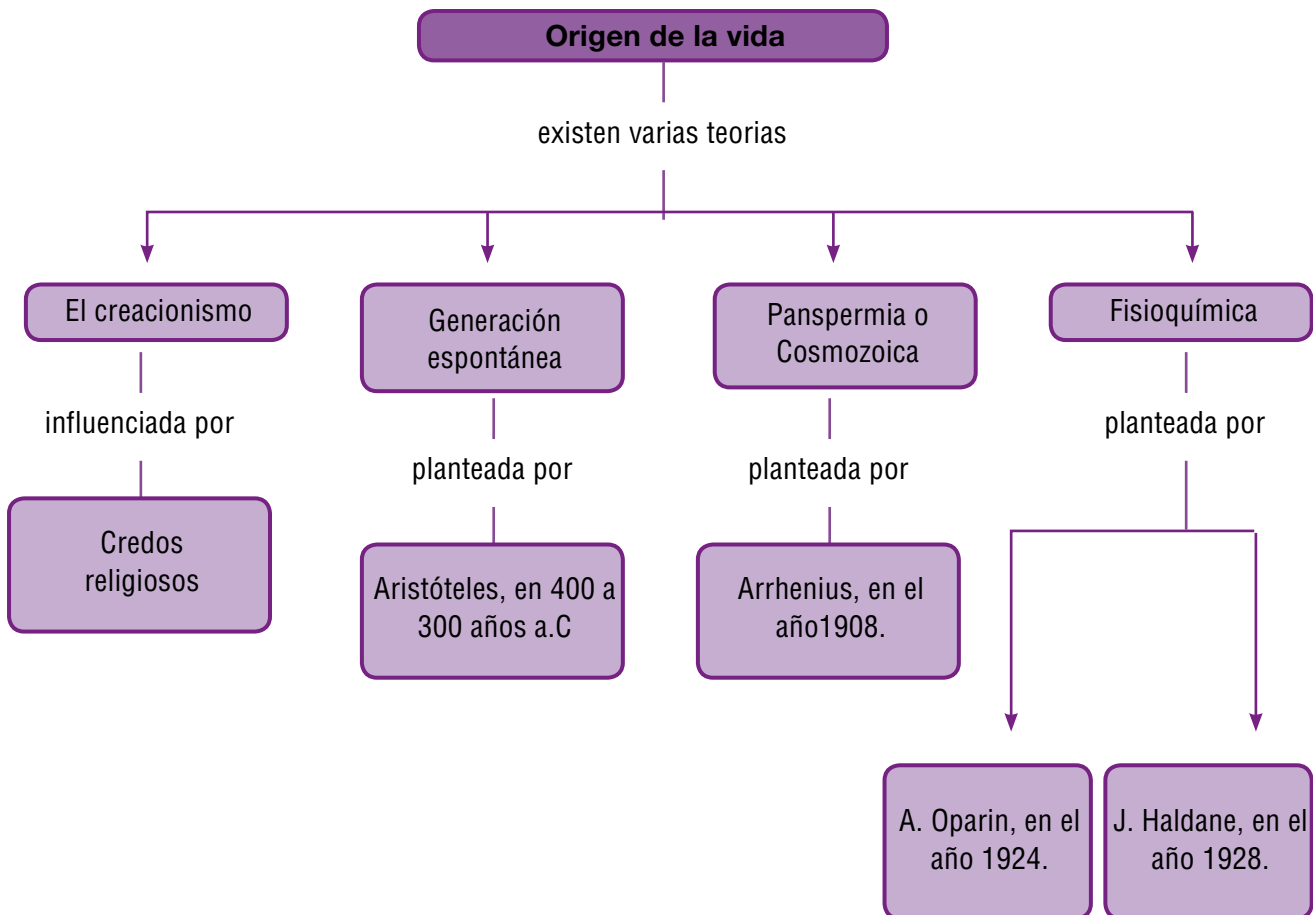 Origen de la vida
existen varias teorias
El creacionismo
influenciada por
Credos
religiosos
Generación
espontánea
planteada por
Aristóteles, en 400 a
300 años a.C
Panspermia o
Cosmozoica
planteada por
Arrhenius, en el
año1908.
Fisioquímica
planteada por
A. Oparin, en el
año 1924.
J. Haldane, en el
año 1928.